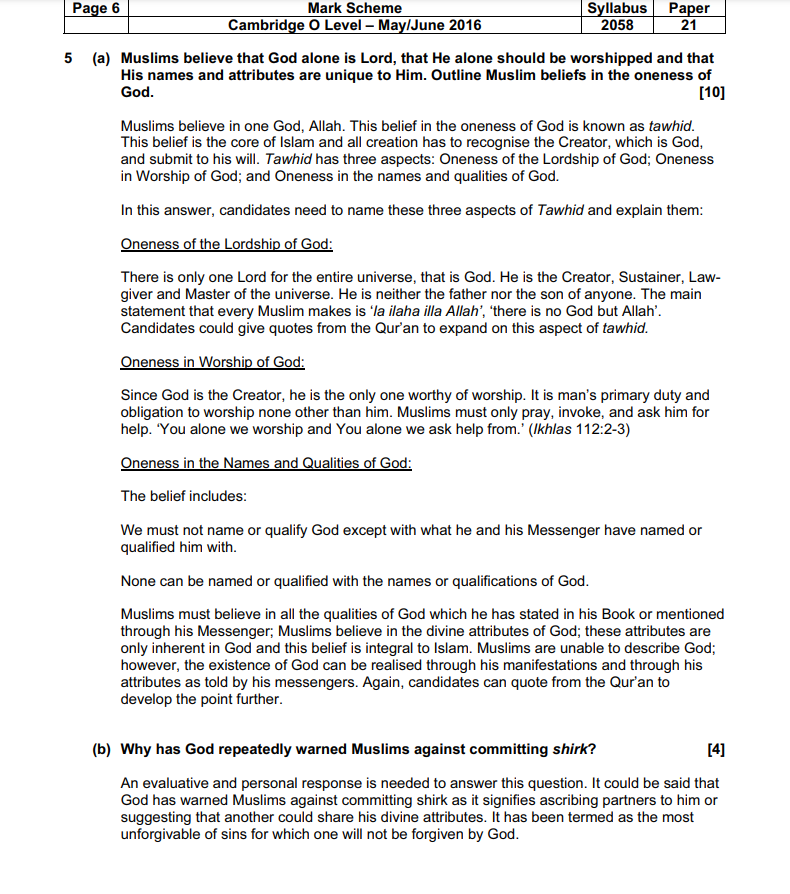 Page 6 Mark Scheme Syllabus Paper
Cambridge O Level – May/June 2016 2058 21
5 (a) Muslims believe that God alone is Lord, that He alone should be worshipped and that
His names and attributes are unique to Him. Outline Muslim beliefs in the oneness of
God. [10]
Muslims believe in one God, Allah. This belief in the oneness of God is known as tawhid.
This belief is the core of Islam and all creation has to recognise the Creator, which is God,
and submit to his will. Tawhid has three aspects: Oneness of the Lordship of God; Oneness
in Worship of God; and Oneness in the names and qualities of God.
In this answer, candidates need to name these three aspects of Tawhid and explain them:
Oneness of the Lordship of God:
There is only one Lord for the entire universe, that is God. He is the Creator, Sustainer, Law-
giver and Master of the universe. He is neither the father nor the son of anyone. The main
statement that every Muslim makes is ‘la ilaha illa Allah’, ‘there is no God but Allah’.
Candidates could give quotes from the Qur’an to expand on this aspect of tawhid.
Oneness in Worship of God:
Since God is the Creator, he is the only one worthy of worship. It is man’s primary duty and
obligation to worship none other than him. Muslims must only pray, invoke, and ask him for
help. ‘You alone we worship and You alone we ask help from.’ (Ikhlas 112:2-3)
Oneness in the Names and Qualities of God:
The belief includes:
We must not name or qualify God except with what he and his Messenger have named or
qualified him with.
None can be named or qualified with the names or qualifications of God.
Muslims must believe in all the qualities of God which he has stated in his Book or mentioned
through his Messenger; Muslims believe in the divine attributes of God; these attributes are
only inherent in God and this belief is integral to Islam. Muslims are unable to describe God;
however, the existence of God can be realised through his manifestations and through his
attributes as told by his messengers. Again, candidates can quote from the Qur’an to
develop the point further.
(b) Why has God repeatedly warned Muslims against committing shirk? [4]
An evaluative and personal response is needed to answer this question. It could be said that
God has warned Muslims against committing shirk as it signifies ascribing partners to him or
suggesting that another could share his divine attributes. It has been termed as the most
unforgivable of sins for which one will not be forgiven by God.